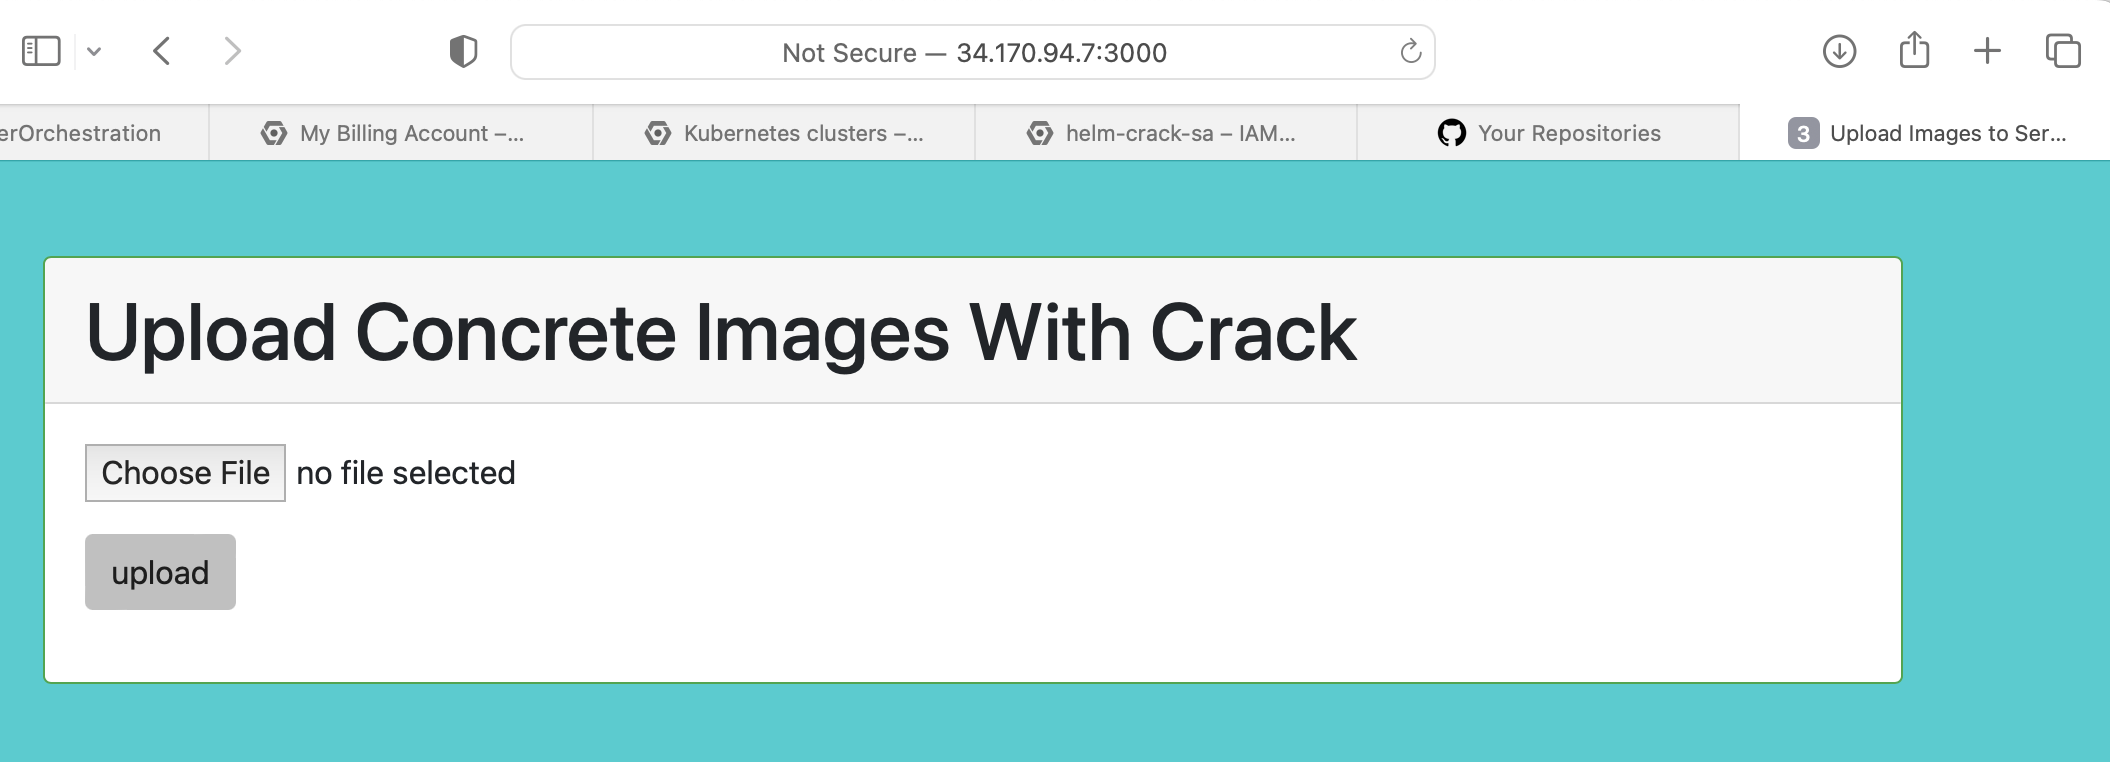 Not Secure — 34.170.94.7:3000
erOrchestration
My Billing Account –...
Kubernetes clusters –...
helm-crack-sa – IAM...
Your Repositories
3 Upload Images to Ser...
Upload Concrete Images With Crack
Choose File no file selected
upload